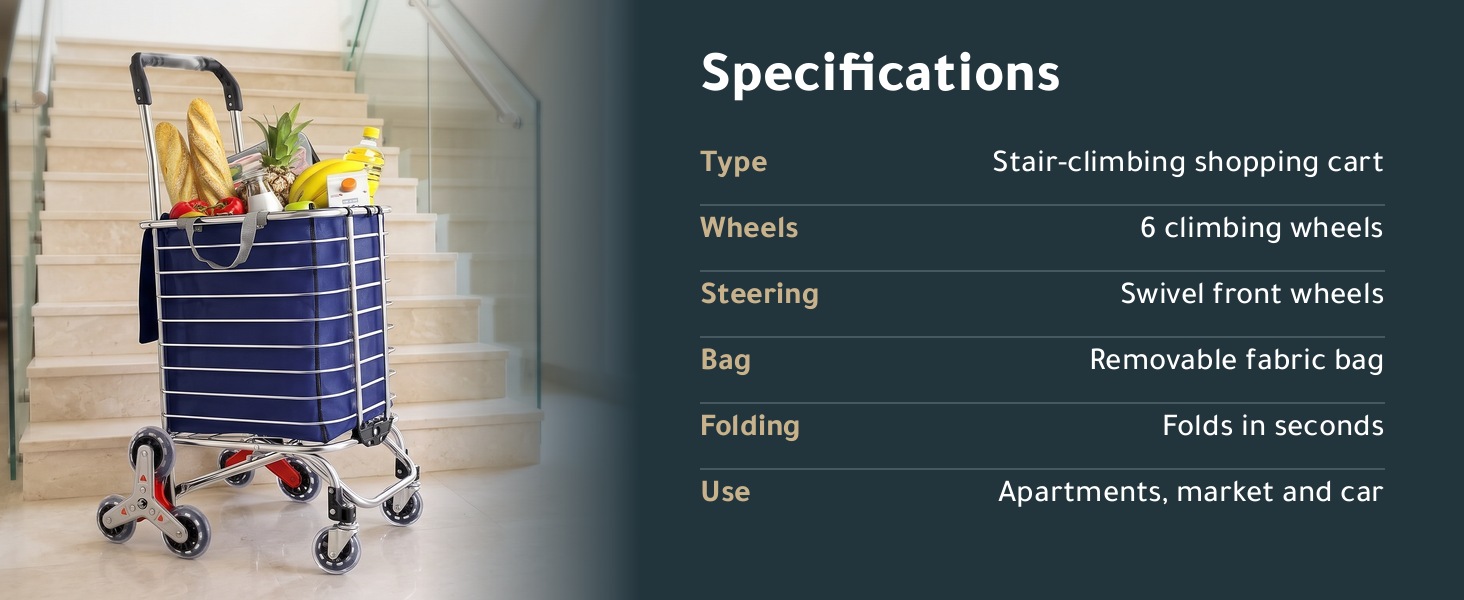 Specifications
Type Stair-climbing shopping cart
Wheels 6 climbing wheels
Steering Swivel front wheels
Bag Removable fabric bag
Folding Folds in seconds
Use Apartments, market and car